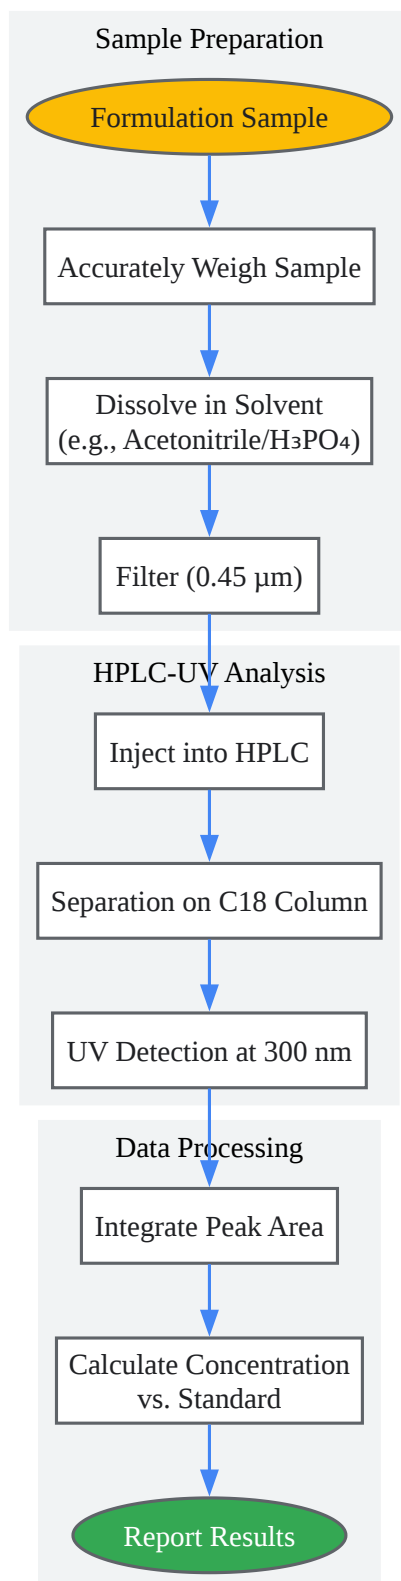 Sample Preparation
Formulation Sample
Accurately Weigh Sample
Dissolve in Solvent
(e.g., Acetonitrile/H₃PO₄)
Filter (0.45 µm)
HPLC-UV Analysis
Inject into HPLC
Separation on C18 Column
UV Detection at 300 nm
Data Processing
Integrate Peak Area
Calculate Concentration
vs. Standard
Report Results